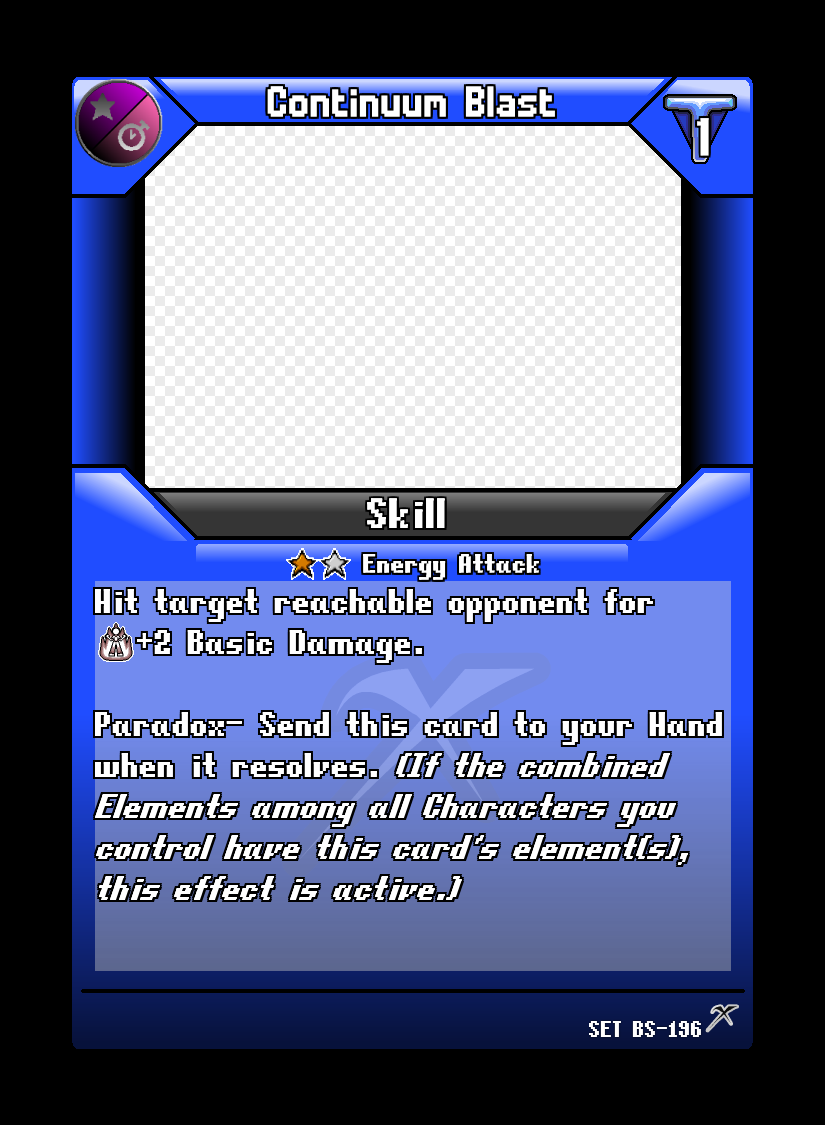 Continuum Blast
1
Skill
Energy Attack
Hit target reachable opponent for
+2 Basic Damage.
Paradox- Send this card to your Hand
when it resolves. (If the combined
Elements among all Characters you
control have this card's element(s),
this effect is active.)
SET BS-196